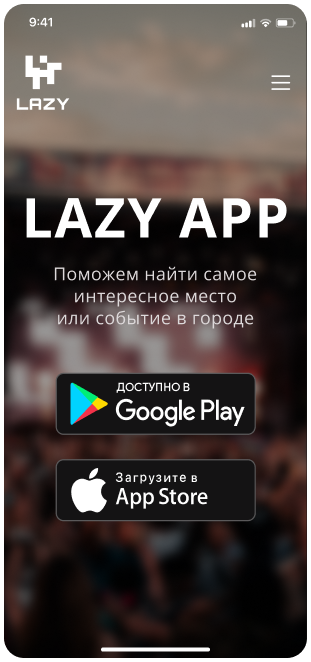 9:41
LAZY
LAZY APP
Поможем найти самое
интересное место
или событие в городе
ДОСТУПНО В
Google Play
Загрузите в
App Store